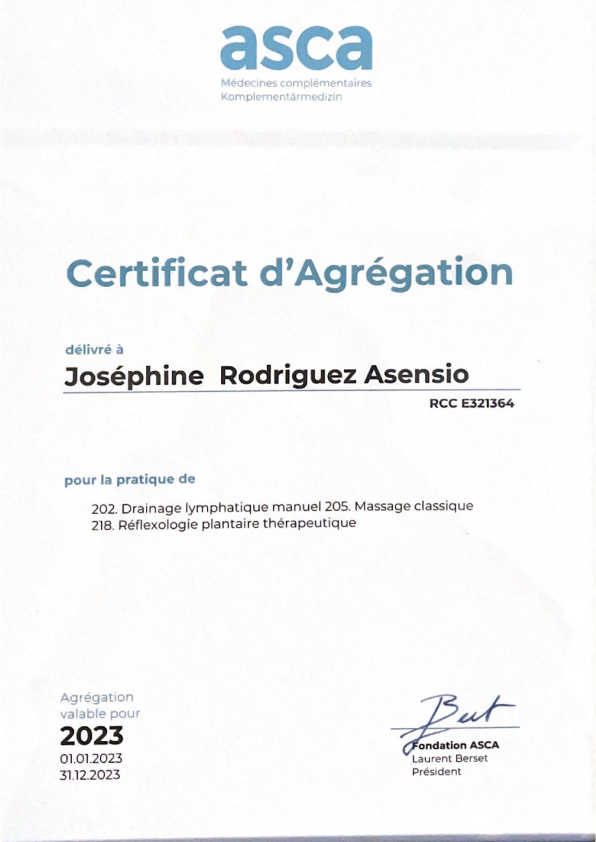 asca
Médecines complémentaires
Komplementärmedizin
Certificat d'Agrégation
délivré à
Joséphine Rodriguez Asensio
RCC E321364
pour la pratique de
202. Drainage lymphatique manuel 205. Massage classique
218. Réflexologie plantaire thérapeutique
Agrégation
valable pour
2023
01.01.2023
31.12.2023
Fondation ASCA
Laurent Berset
Président